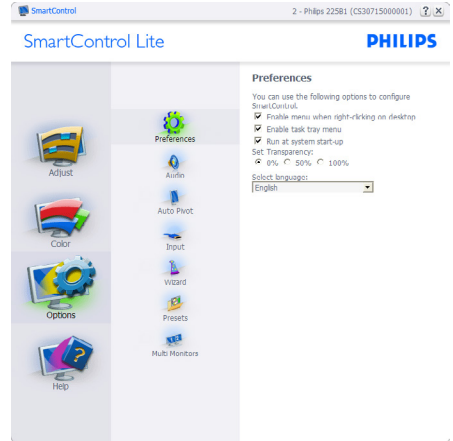 SmartControl
2 - Philips 225B1 (CS30715000001) ? ×
SmartControl Lite
PHILIPS
Adjust
Color
Options
Help
Preferences
Audio
Auto Pivot
Input
Wizard
Presets
Multi Monitors
Preferences
You can use the following options to configure
SmartControl.
Enable menu when right-clicking on desktop
Enable task tray menu
Run at system start-up
Set Transparency:
0% 50% 100%
Select language:
English